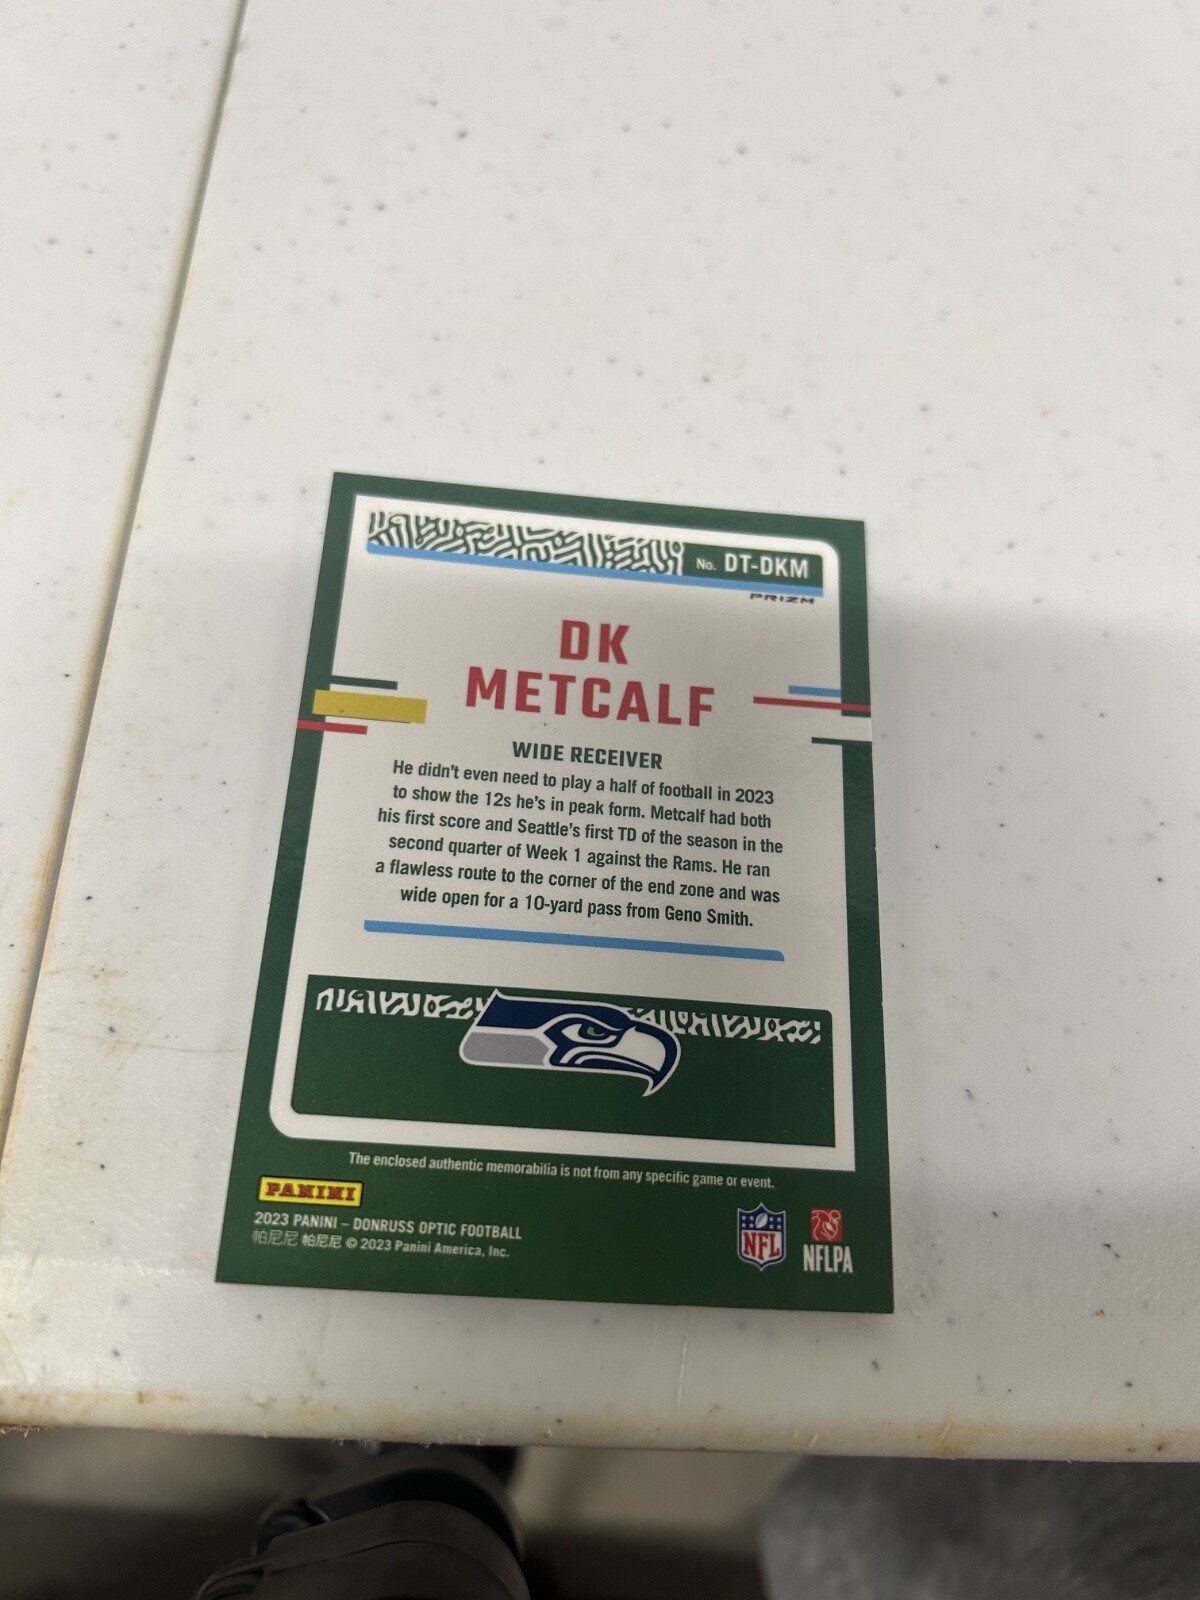 No. DT-DKM
PRIZM
DK
METCALF
WIDE RECEIVER
He didn't even need to play a half of football in 2023
to show the 12s he's in peak form. Metcalf had both
his first score and Seattle's first TD of the season in the
second quarter of Week 1 against the Rams. He ran
a flawless route to the corner of the end zone and was
wide open for a 10-yard pass from Geno Smith.
The enclosed authentic memorabilia is not from any specific game or event.
PANINI
2023 PANINI – DONRUSS OPTIC FOOTBALL
帕尼尼 帕尼尼 © 2023 Panini America, Inc.
NFL
NFLPA